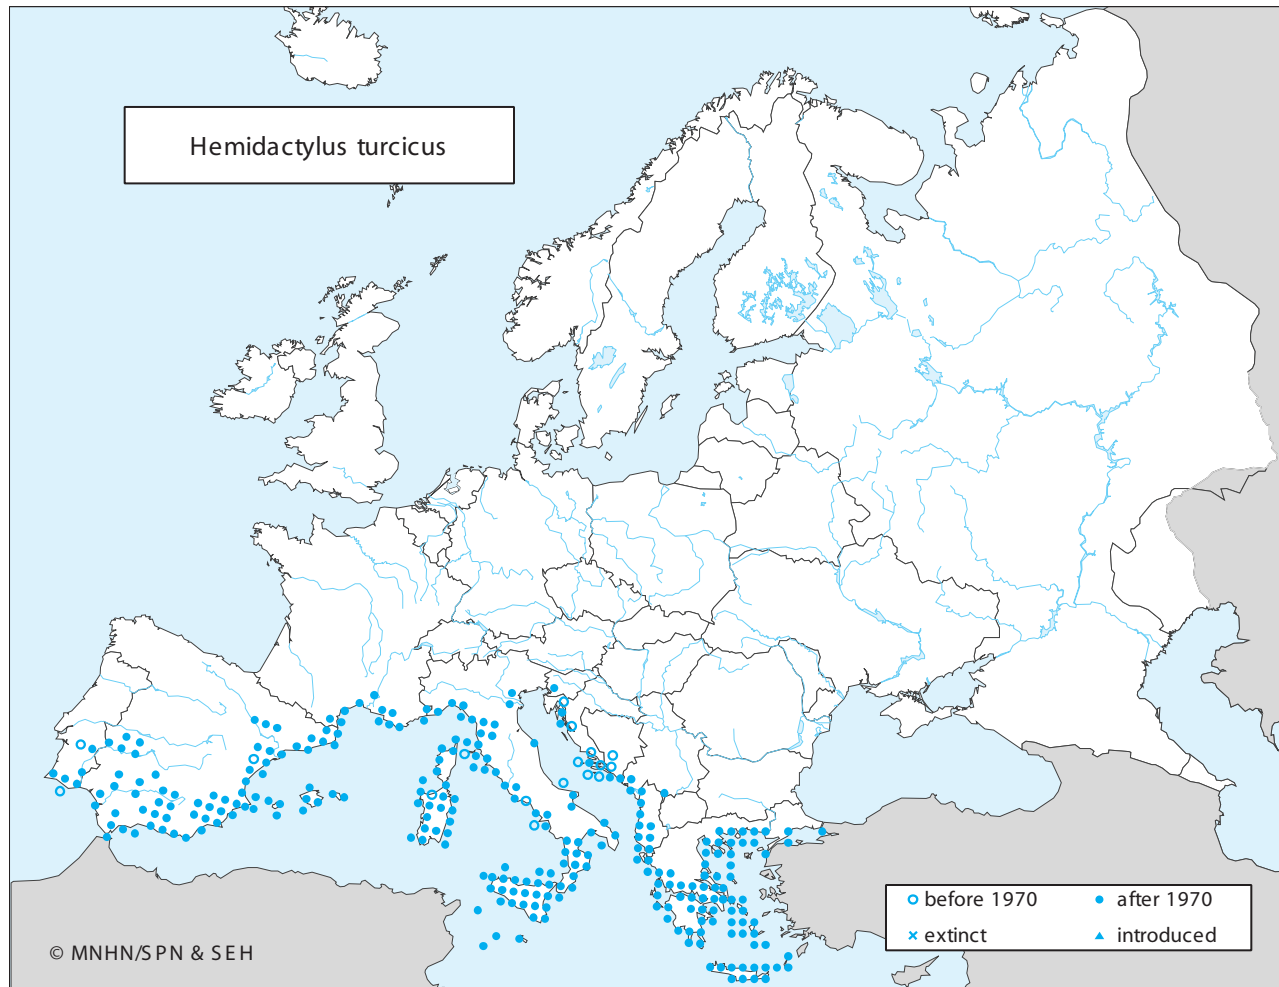 Hemidactylus turcicus
before 1970
after 1970
extinct
introduced
© MNHN/SPN & SEH